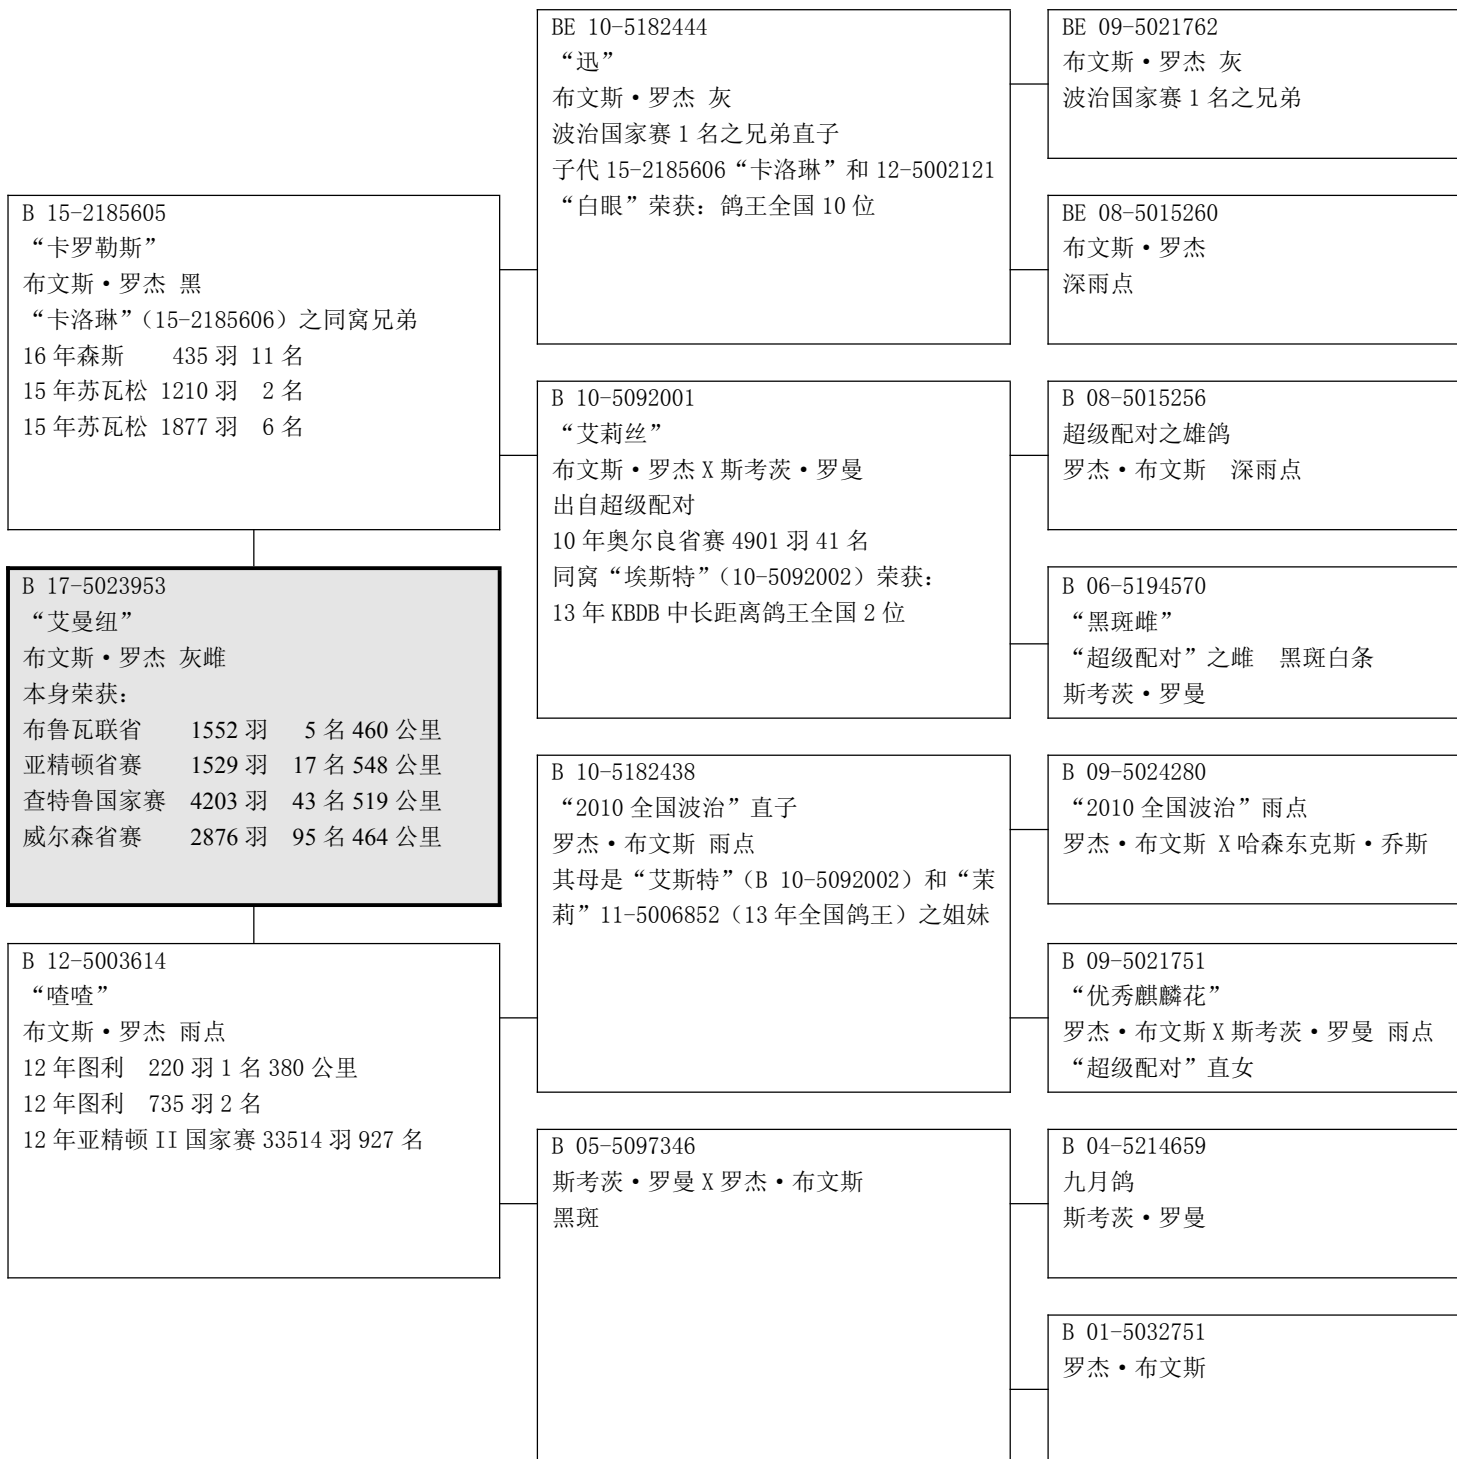 B 15-2185605
“卡罗勒斯”
布文斯·罗杰 黑
“卡洛琳”（15-2185606）之同窝兄弟
16 年森斯 435 羽 11 名
15 年苏瓦松 1210 羽 2 名
15 年苏瓦松 1877 羽 6 名
B 17-5023953
“艾曼纽”
布文斯·罗杰 灰雌
本身荣获：
布鲁瓦联省 1552 羽 5 名 460 公里
亚精顿省赛 1529 羽 17 名 548 公里
查特鲁国家赛 4203 羽 43 名 519 公里
威尔森省赛 2876 羽 95 名 464 公里
B 12-5003614
“喳喳”
布文斯·罗杰 雨点
12 年图利 220 羽 1 名 380 公里
12 年图利 735 羽 2 名
12 年亚精顿 II 国家赛 33514 羽 927 名
BE 10-5182444
“迅”
布文斯·罗杰 灰
波治国家赛 1 名之兄弟直子
子代 15-2185606“卡洛琳”和 12-5002121
“白眼”荣获：鸽王全国 10 位
B 10-5092001
“艾莉丝”
布文斯·罗杰 X 斯考茨·罗曼
出自超级配对
10 年奥尔良省赛 4901 羽 41 名
同窝“埃斯特”（10-5092002）荣获：
13 年 KBDB 中长距离鸽王全国 2 位
B 10-5182438
“2010 全国波治”直子
罗杰·布文斯 雨点
其母是“艾斯特”（B 10-5092002）和“茉
莉”11-5006852（13 年全国鸽王）之姐妹
B 05-5097346
斯考茨·罗曼 X 罗杰·布文斯
黑斑
BE 09-5021762
布文斯·罗杰 灰
波治国家赛 1 名之兄弟
BE 08-5015260
布文斯·罗杰
深雨点
B 08-5015256
超级配对之雄鸽
罗杰·布文斯 深雨点
B 06-5194570
“黑斑雌”
“超级配对”之雌 黑斑白条
斯考茨·罗曼
B 09-5024280
“2010 全国波治”雨点
罗杰·布文斯 X 哈森东克斯·乔斯
B 09-5021751
“优秀麒麟花”
罗杰·布文斯 X 斯考茨·罗曼 雨点
“超级配对”直女
B 04-5214659
九月鸽
斯考茨·罗曼
B 01-5032751
罗杰·布文斯